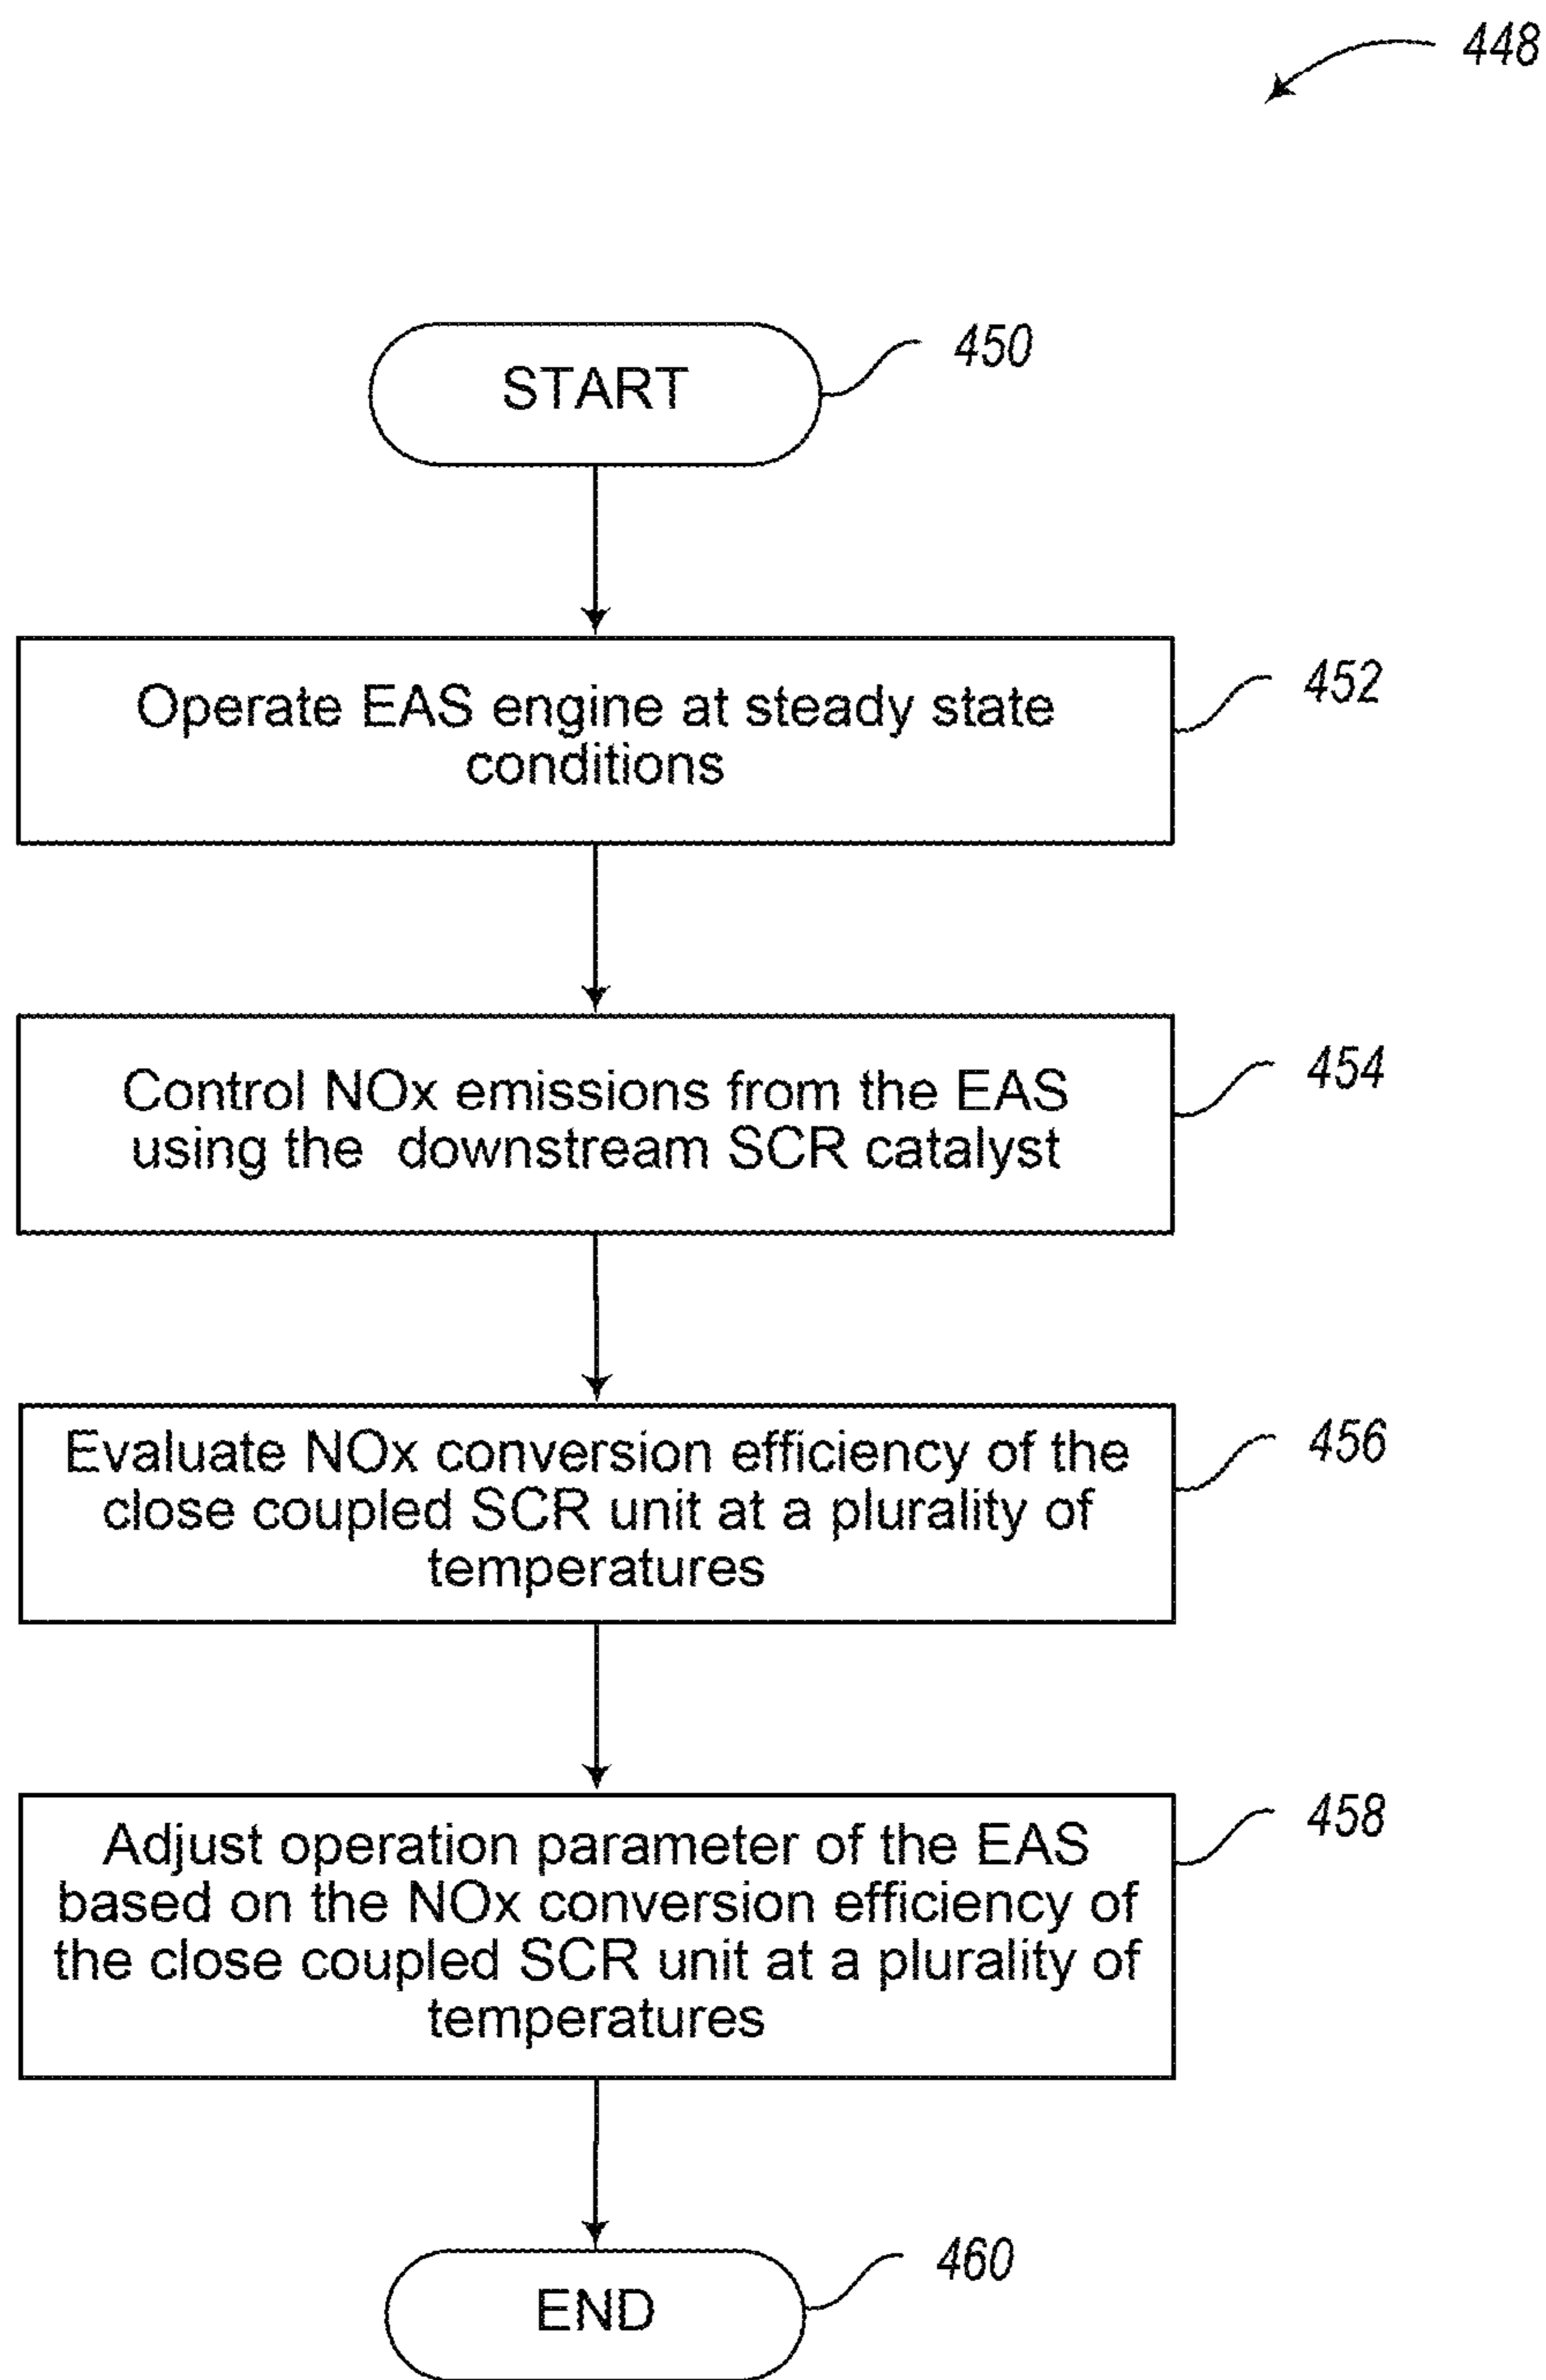 448
START
450
Operate EAS engine at steady state
conditions
452
Control NOx emissions from the EAS
using the downstream SCR catalyst
454
Evaluate NOx conversion efficiency of the
close coupled SCR unit at a plurality of
temperatures
456
Adjust operation parameter of the EAS
based on the NOx conversion efficiency of
the close coupled SCR unit at a plurality of
temperatures
458
END
460